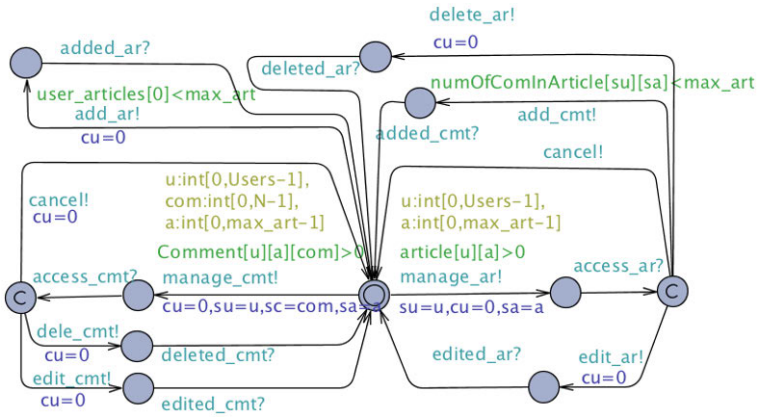 delete_ar!
cu=0
added_ar?
deleted_ar?
numOfComInArticle[su][sa]<max_art
user_articles[0]<max_art
add_ar!
cu=0
add_cmt!
added_cmt?
cancel!
u:int[0,Users-1],
com:int[0,N-1],
a:int[0,max_art-1]
u:int[0,Users-1],
a:int[0,max_art-1]
cancel!
cu=0
Comment[u][a][com]>0
article[u][a]>0
access_cmt?
manage_cmt!
manage_ar!
access_ar?
C
C
cu=0,su=u,sc=com,sa=a
su=u,cu=0,sa=a
dele_cmt!
cu=0
deleted_cmt?
edited_ar?
edit_ar!
cu=0
edit_cmt!
cu=0
edited_cmt?